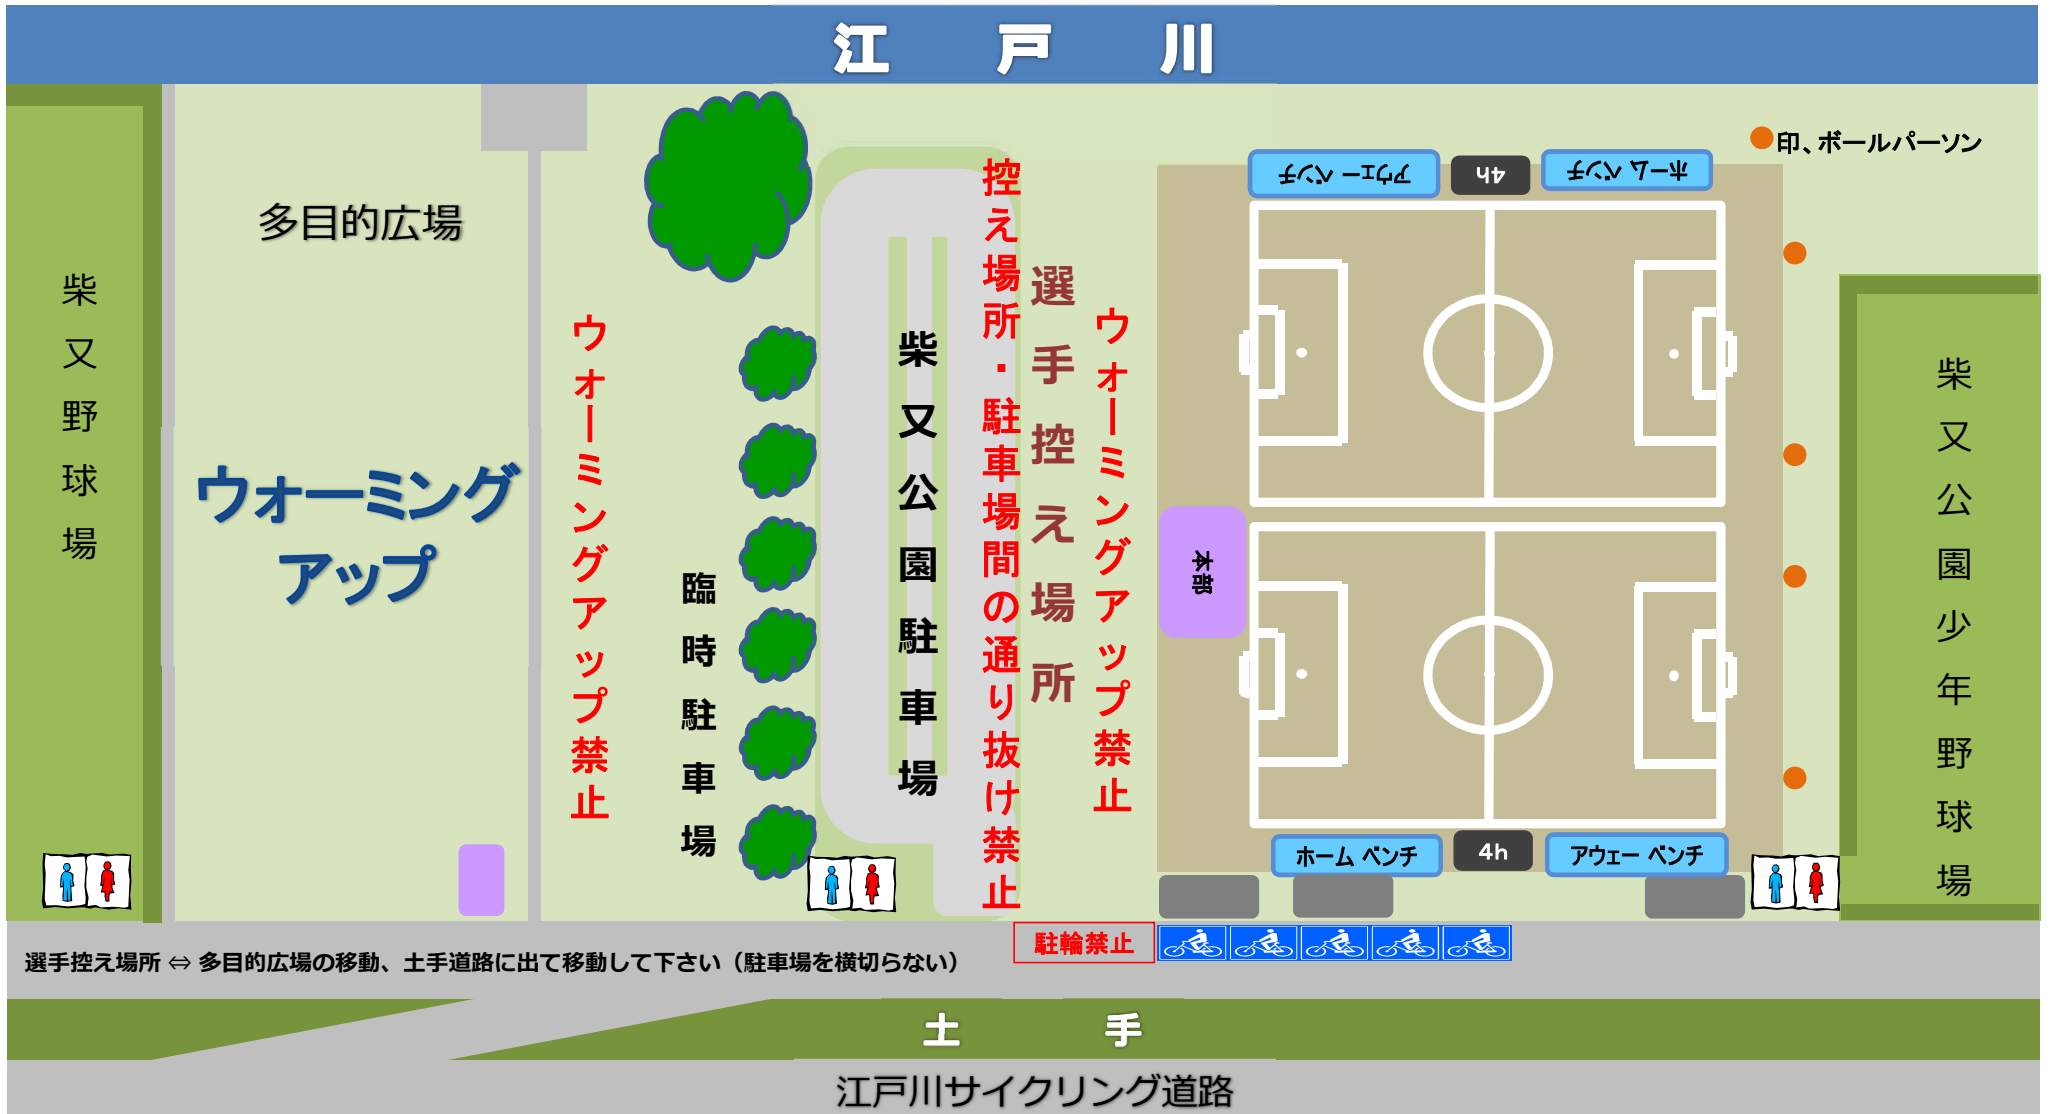 江戸川
印、ボールパーソン
アウェー ベンチ
4h
ホーム ベンチ
多目的広場
柴又野球場
ウォーミング
アップ
ウォーミングアップ禁止
臨時駐車場
柴又公園駐車場
控え場所・駐車場間の通り抜け禁止
選手控え場所
ウォーミングアップ禁止
本部
柴又公園少年野球場
ホーム ベンチ
4h
アウェー ベンチ
駐輪禁止
選手控え場所 ⇔ 多目的広場の移動、土手道路に出て移動して下さい（駐車場を横切らない）
土手
江戸川サイクリング道路